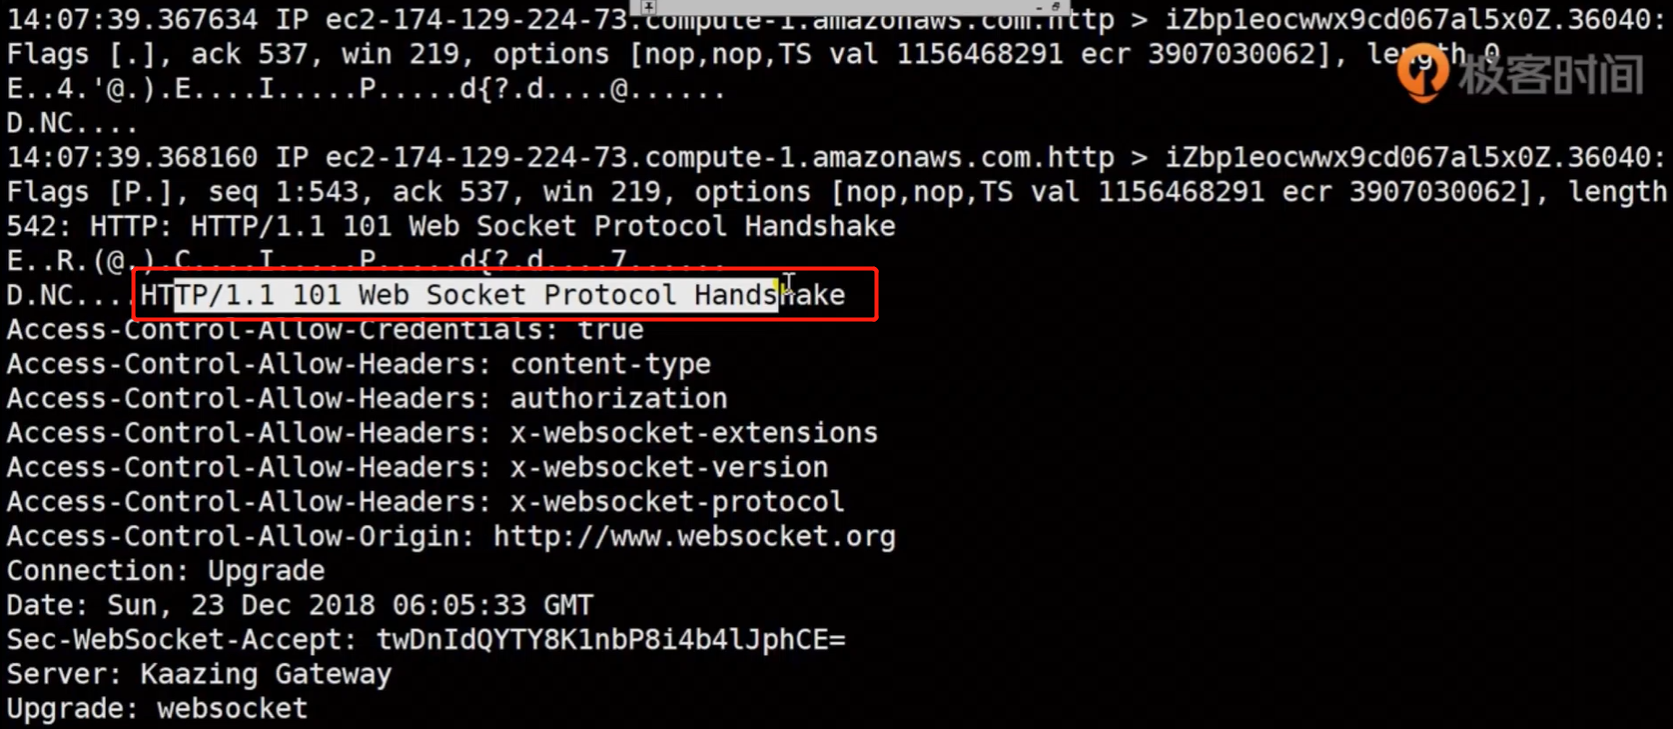 14:07:39.367634 IP ec2-174-129-224-73.compute-1.amazonaws.com.http > iZbp1eocwwx9cd067al5x0Z.36040:
Flags [.], ack 537, win 219, options [nop,nop,TS val 1156468291 ecr 3907030062], length 0
极客时间
E..4.'@.).E....I.....P.....d{?.d....@......
D.NC....
14:07:39.368160 IP ec2-174-129-224-73.compute-1.amazonaws.com.http > iZbp1eocwwx9cd067al5x0Z.36040:
Flags [P.], seq 1:543, ack 537, win 219, options [nop,nop,TS val 1156468291 ecr 3907030062], length
542: HTTP: HTTP/1.1 101 Web Socket Protocol Handshake
E..R.(@.).C....I.....P.....d{?.d....7......
D.NC....HTTP/1.1 101 Web Socket Protocol Handshake
Access-Control-Allow-Credentials: true
Access-Control-Allow-Headers: content-type
Access-Control-Allow-Headers: authorization
Access-Control-Allow-Headers: x-websocket-extensions
Access-Control-Allow-Headers: x-websocket-version
Access-Control-Allow-Headers: x-websocket-protocol
Access-Control-Allow-Origin: http://www.websocket.org
Connection: Upgrade
Date: Sun, 23 Dec 2018 06:05:33 GMT
Sec-WebSocket-Accept: twDnIdQYTY8K1nbP8i4b4lJphCE=
Server: Kaazing Gateway
Upgrade: websocket